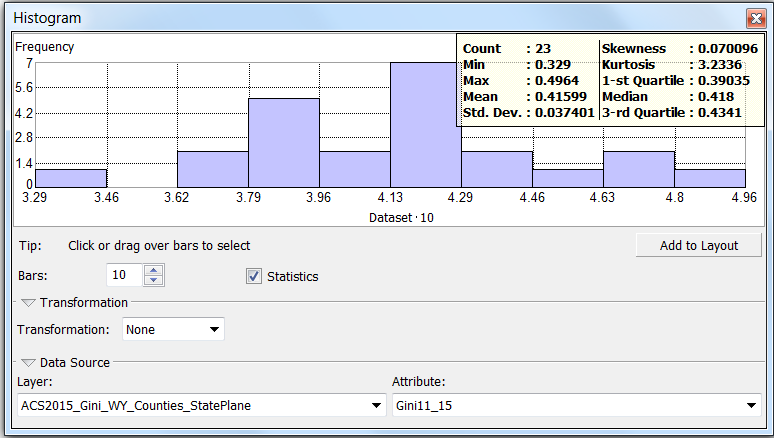 Histogram
Frequency
Count : 23 Skewness : 0.070096
Min : 0.329 Kurtosis : 3.2336
Max : 0.4964 1-st Quartile : 0.39035
Mean : 0.41599 Median : 0.418
Std. Dev. : 0.037401 3-rd Quartile : 0.4341
7
5.6
4.2
2.8
1.4
0
3.29 3.46 3.62 3.79 3.96 4.13 4.29 4.46 4.63 4.8 4.96
Dataset · 10
Tip: Click or drag over bars to select Add to Layout
Bars: 10 Statistics
Transformation
Transformation: None
Data Source
Layer: Attribute:
ACS2015_Gini_WY_Counties_StatePlane Gini11_15